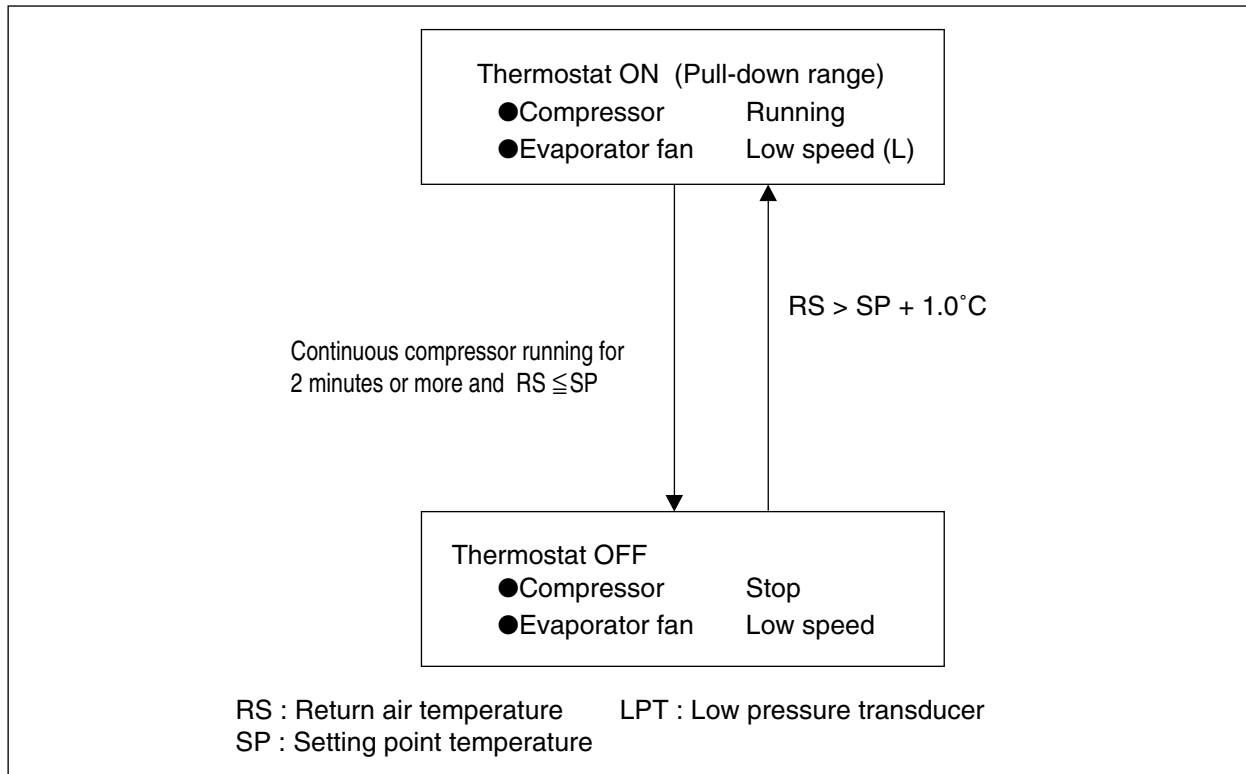 Thermostat ON (Pull-down range)
●Compressor Running
●Evaporator fan Low speed (L)
RS > SP + 1.0˚C
Continuous compressor running for
2 minutes or more and RS ≦SP
Thermostat OFF
●Compressor Stop
●Evaporator fan Low speed
RS : Return air temperature LPT : Low pressure transducer
SP : Setting point temperature